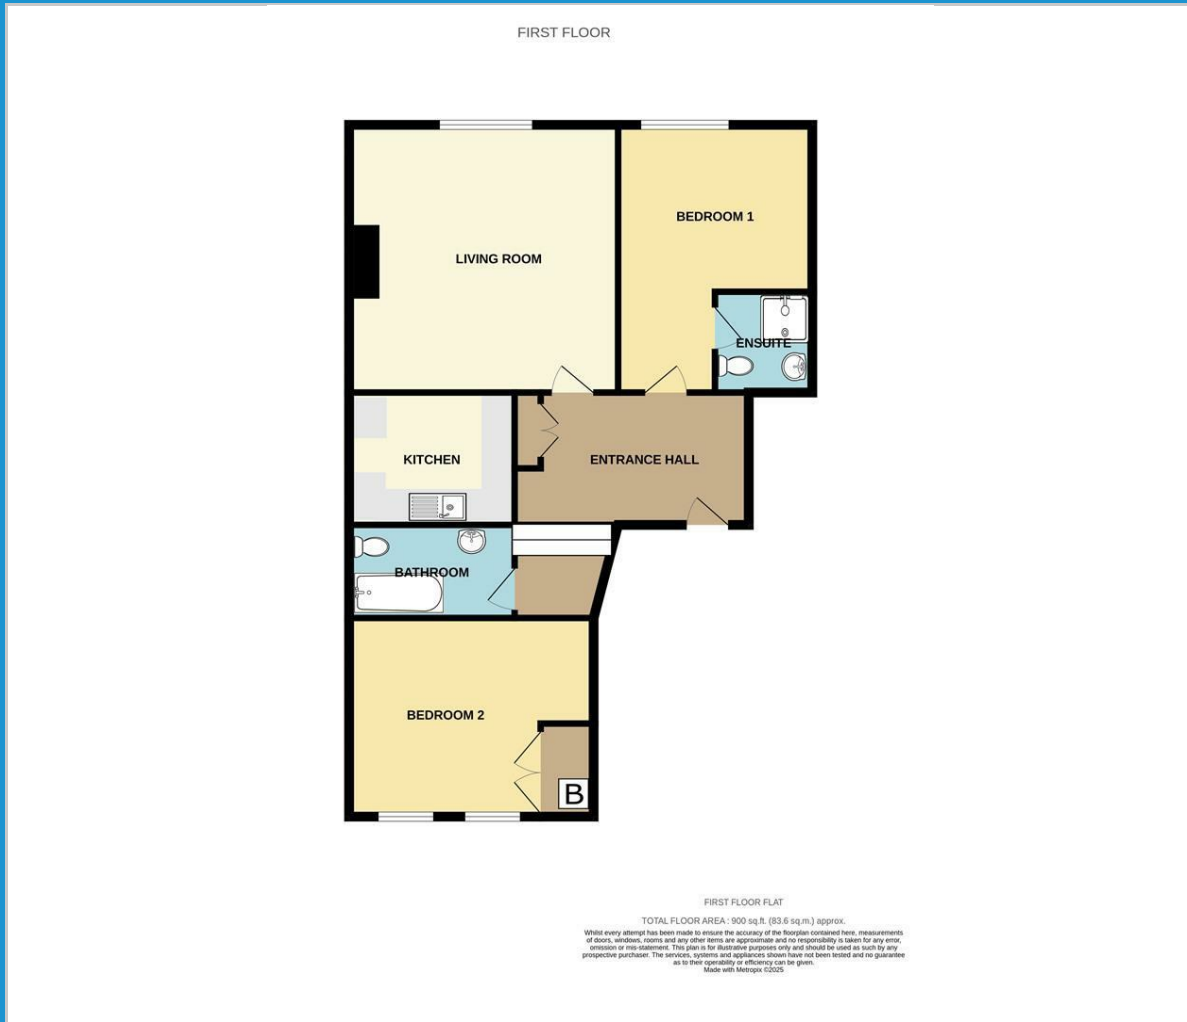 FIRST FLOOR
BEDROOM 1
LIVING ROOM
ENSUITE
KITCHEN
ENTRANCE HALL
BATHROOM
BEDROOM 2
B
FIRST FLOOR FLAT
TOTAL FLOOR AREA : 900 sq.ft. (83.6 sq.m.) approx.
Whilst every attempt has been made to ensure the accuracy of the floorplan contained here, measurements
of doors, windows, rooms and any other items are approximate and no responsibility is taken for any error,
omission or mis-statement. This plan is for illustrative purposes only and should be used as such by any
prospective purchaser. The services, systems and appliances shown have not been tested and no guarantee
as to their operability or efficiency can be given.
Made with Metropix ©2025